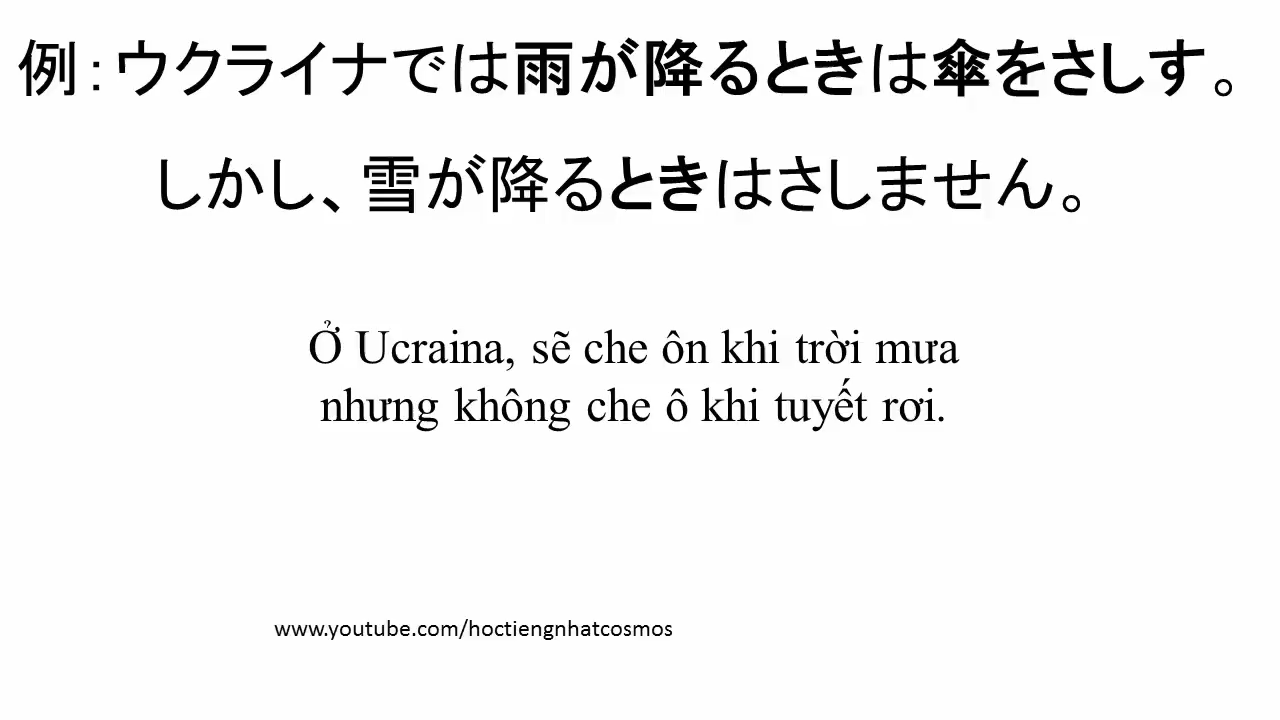 例：ウクライナでは雨が降るときは傘をさしす。
しかし、雪が降るときはさしません。
Ở Ucraina, sẽ che ôn khi trời mưa
nhưng không che ô khi tuyết rơi.
www.youtube.com/hoctiengnhatcosmos